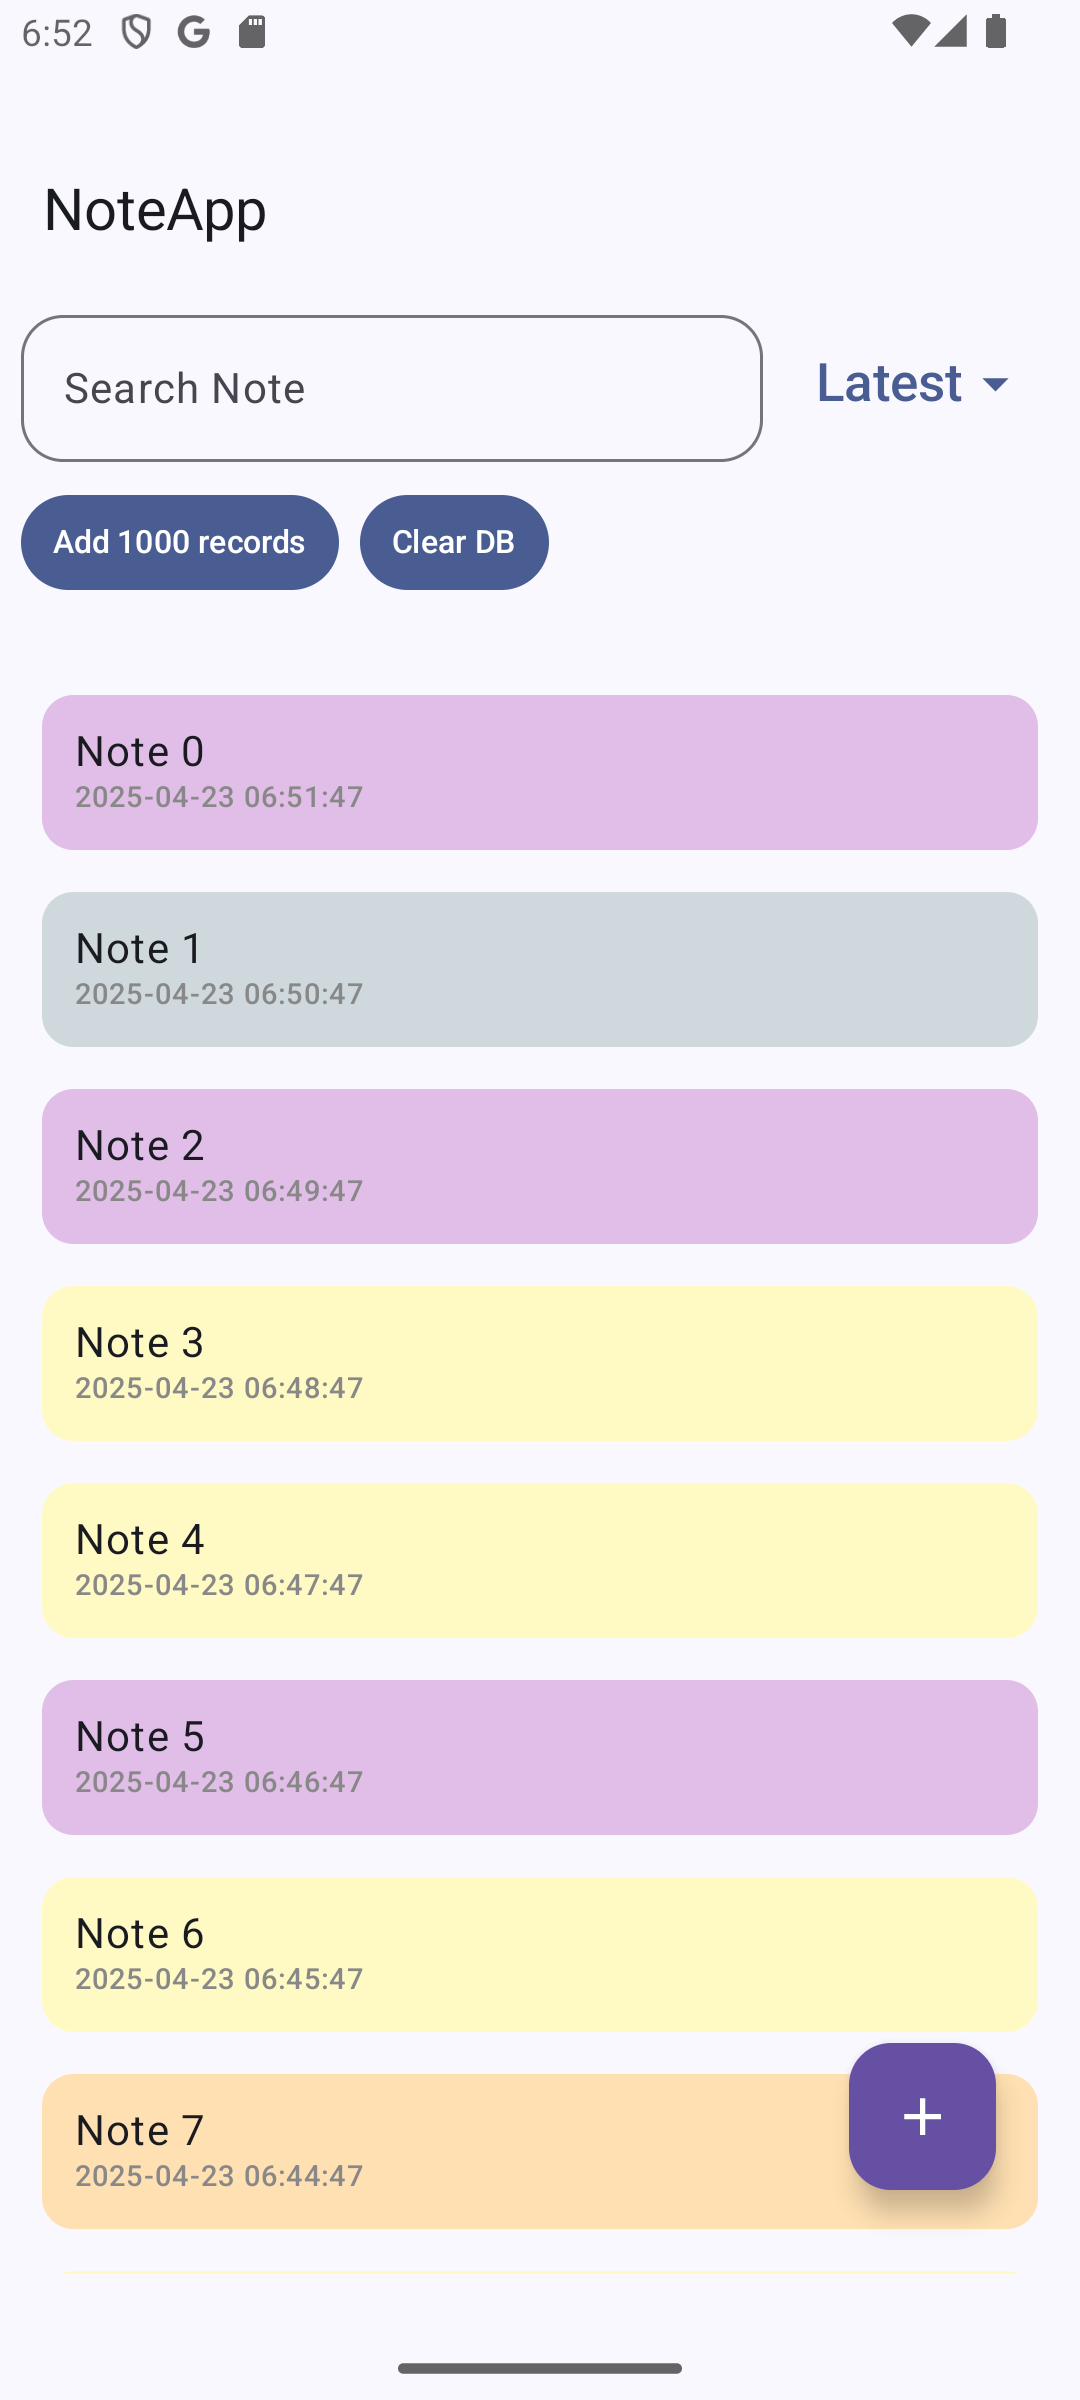 6:52
NoteApp
Search Note
Latest
Add 1000 records
Clear DB
Note 0
2025-04-23 06:51:47
Note 1
2025-04-23 06:50:47
Note 2
2025-04-23 06:49:47
Note 3
2025-04-23 06:48:47
Note 4
2025-04-23 06:47:47
Note 5
2025-04-23 06:46:47
Note 6
2025-04-23 06:45:47
Note 7
2025-04-23 06:44:47